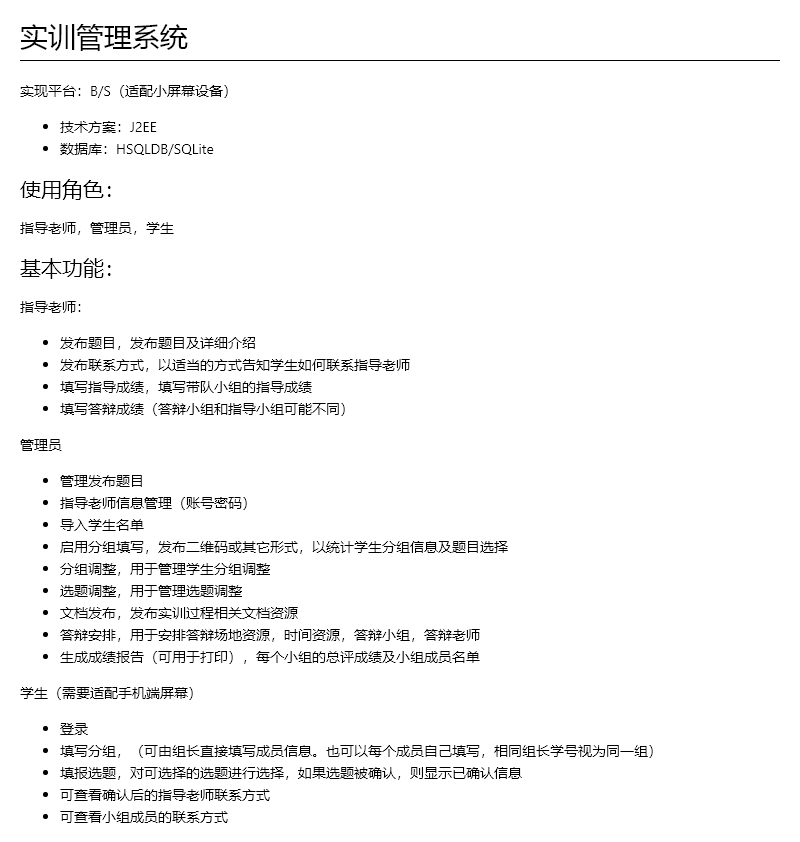 实训管理系统
实现平台：B/S（适配小屏幕设备）
技术方案：J2EE
数据库：HSQLDB/SQLite
使用角色：
指导老师，管理员，学生
基本功能：
指导老师：
发布题目，发布题目及详细介绍
发布联系方式，以适当的方式告知学生如何联系指导老师
填写指导成绩，填写带队小组的指导成绩
填写答辩成绩（答辩小组和指导小组可能不同）
管理员
管理发布题目
指导老师信息管理（账号密码）
导入学生名单
启用分组填写，发布二维码或其它形式，以统计学生分组信息及题目选择
分组调整，用于管理学生分组调整
选题调整，用于管理选题调整
文档发布，发布实训过程相关文档资源
答辩安排，用于安排答辩场地资源，时间资源，答辩小组，答辩老师
生成成绩报告（可用于打印），每个小组的总评成绩及小组成员名单
学生（需要适配手机端屏幕）
登录
填写分组，（可由组长直接填写成员信息。也可以每个成员自己填写，相同组长学号视为同一组）
填报选题，对可选择的选题进行选择，如果选题被确认，则显示已确认信息
可查看确认后的指导老师联系方式
可查看小组成员的联系方式